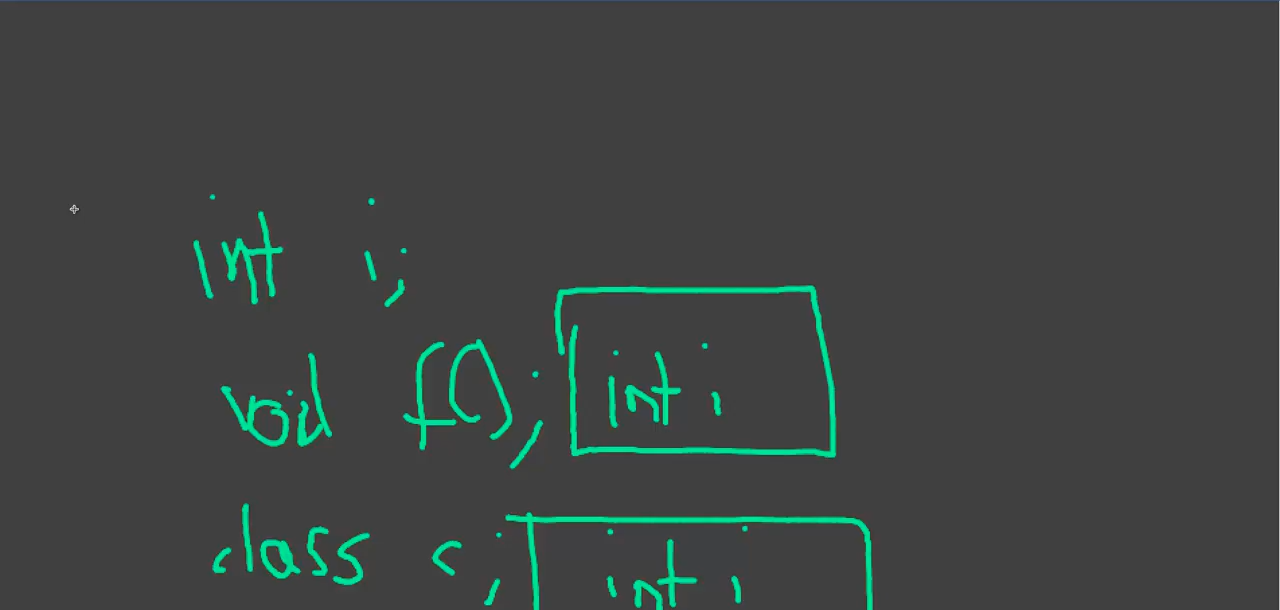 int i;
void f(); int i
class c; int i